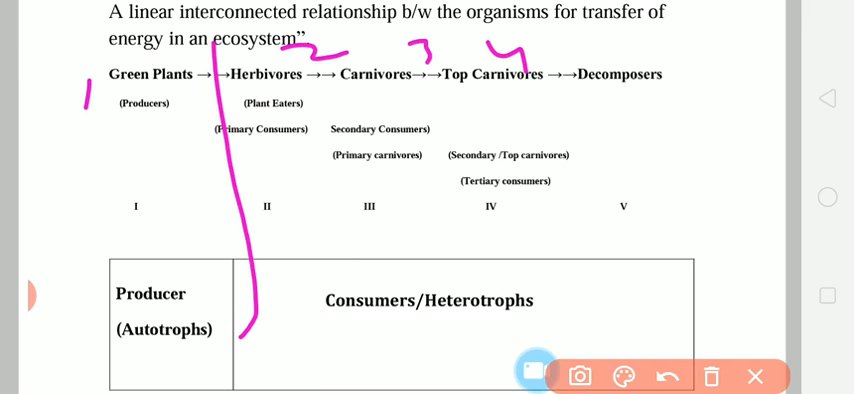 A linear interconnected relationship b/w the organisms for transfer of
energy in an ecosystem”
2 3 4
1 Green Plants →→Herbivores →→ Carnivores→→Top Carnivores →→Decomposers
(Producers) (Plant Eaters)
(Primary Consumers) Secondary Consumers)
(Primary carnivores) (Secondary /Top carnivores)
(Tertiary consumers)
I II III IV V
Producer
(Autotrophs)
Consumers/Heterotrophs